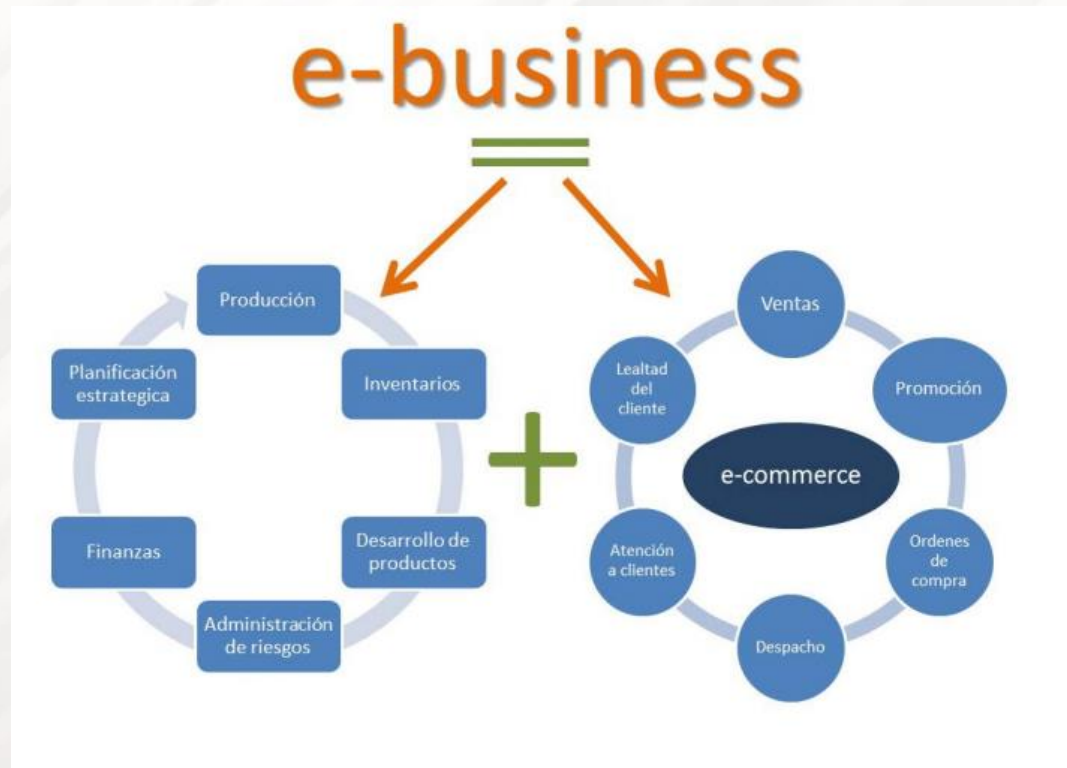 e-business
Producción
Inventarios
Desarrollo de
productos
Administración
de riesgos
Finanzas
Planificación
estrategica
+
Ventas
Promoción
Ordenes
de
compra
Despacho
Atención
a clientes
Lealtad
del
cliente
e-commerce